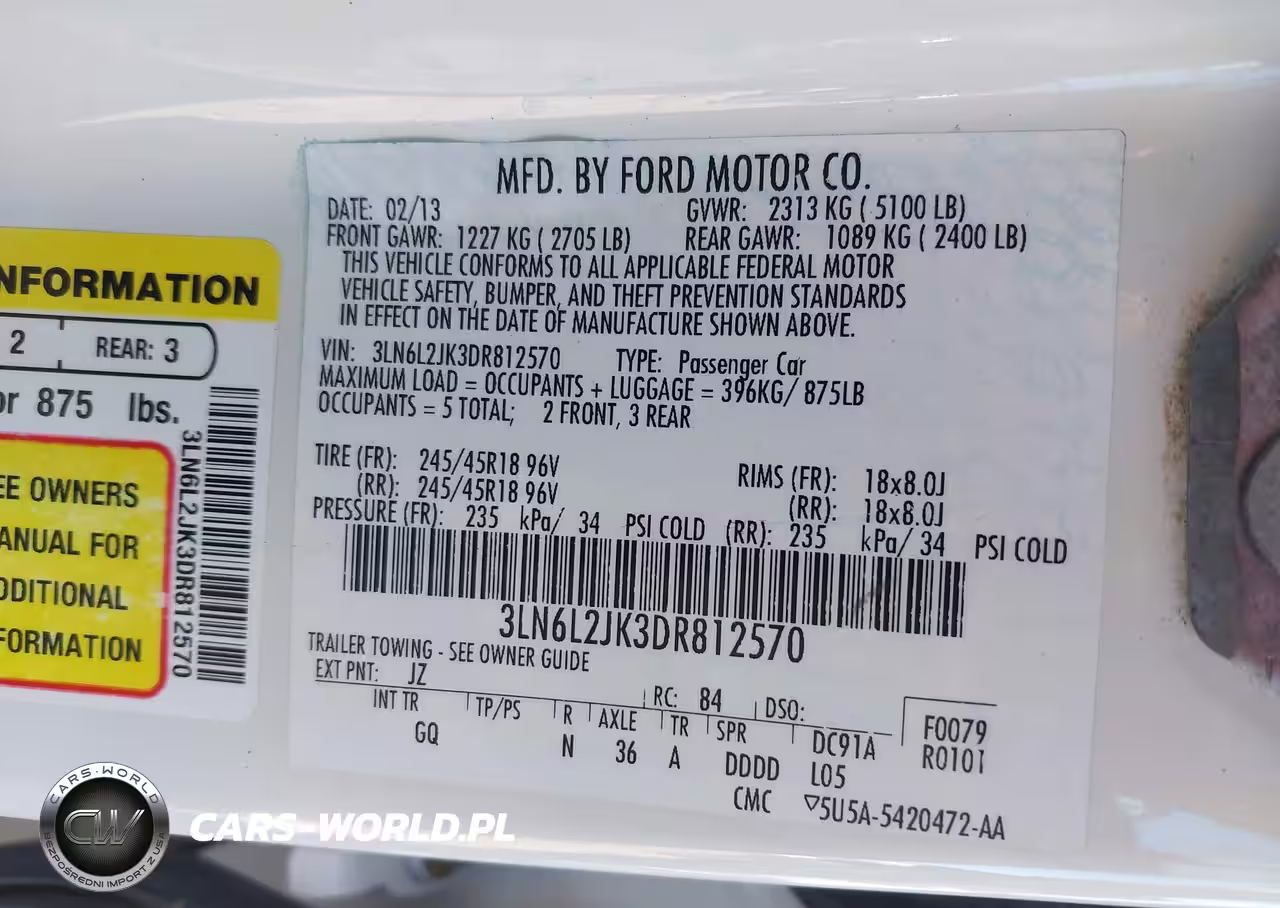 MFD. BY FORD MOTOR CO.
DATE: 02/13 GVWR: 2313 KG ( 5100 LB)
FRONT GAWR: 1227 KG ( 2705 LB) REAR GAWR: 1089 KG ( 2400 LB)
THIS VEHICLE CONFORMS TO ALL APPLICABLE FEDERAL MOTOR
VEHICLE SAFETY, BUMPER, AND THEFT PREVENTION STANDARDS
IN EFFECT ON THE DATE OF MANUFACTURE SHOWN ABOVE.
VIN: 3LN6L2JK3DR812570 TYPE: Passenger Car
MAXIMUM LOAD = OCCUPANTS + LUGGAGE = 396KG/ 875LB
OCCUPANTS = 5 TOTAL; 2 FRONT, 3 REAR
TIRE (FR): 245/45R18 96V RIMS (FR): 18x8.0J
(RR): 245/45R18 96V (RR): 18x8.0J
PRESSURE (FR): 235 kPa/ 34 PSI COLD (RR): 235 kPa/ 34 PSI COLD
3LN6L2JK3DR812570
TRAILER TOWING - SEE OWNER GUIDE
EXT PNT: JZ RC: 84 DSO:
INT TR TP/PS R AXLE TR SPR DC91A F0079
GQ N 36 A DDDD L05 R0101
CMC ▽5U5A-5420472-AA
NFORMATION
2 REAR: 3
or 875 lbs.
EE OWNERS
ANUAL FOR
DDITIONAL
FORMATION
3LN6L2JK3DR812570
CARS-WORLD
CW
BEZPOŚREDNI IMPORT Z USA
CARS-WORLD.PL